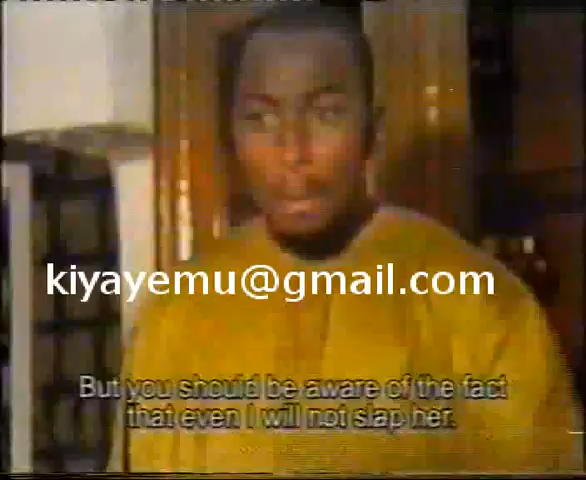 kiyayemu@gmail.com
But you should be aware of the fact
that even I will not slap her.